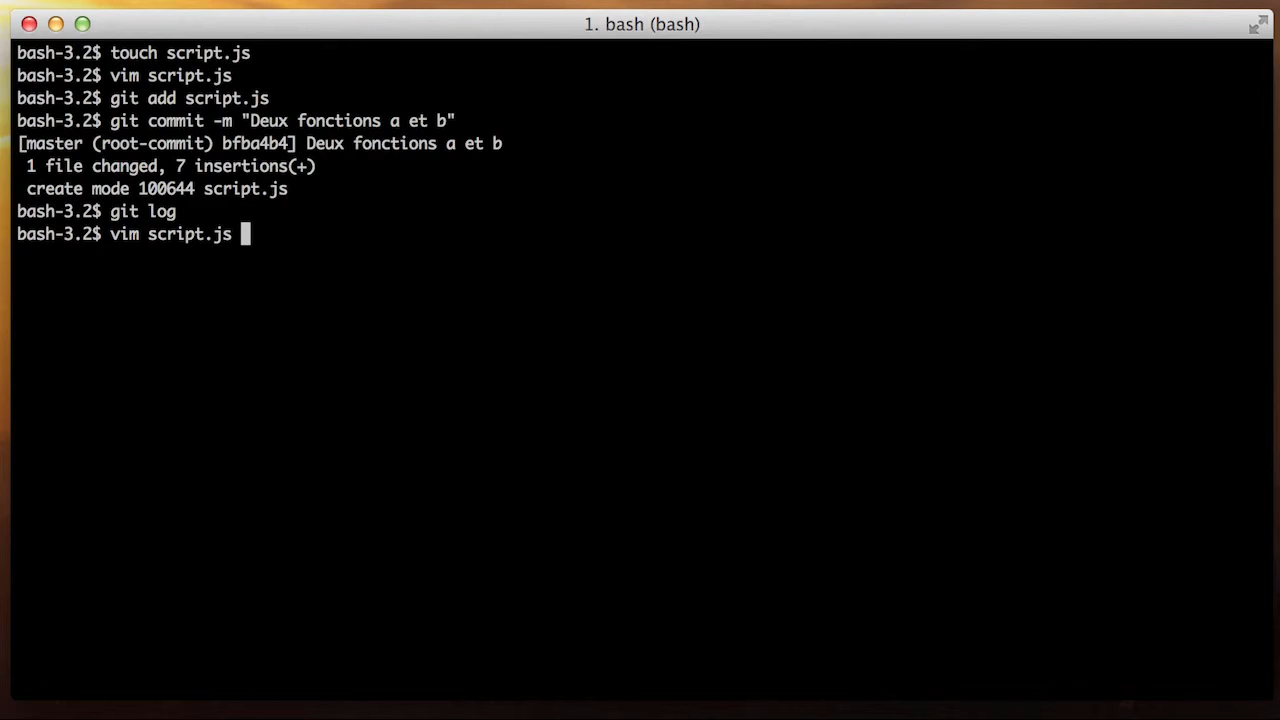 1. bash (bash)
bash-3.2$ touch script.js
bash-3.2$ vim script.js
bash-3.2$ git add script.js
bash-3.2$ git commit -m "Deux fonctions a et b"
[master (root-commit) bfba4b4] Deux fonctions a et b
1 file changed, 7 insertions(+)
create mode 100644 script.js
bash-3.2$ git log
bash-3.2$ vim script.js